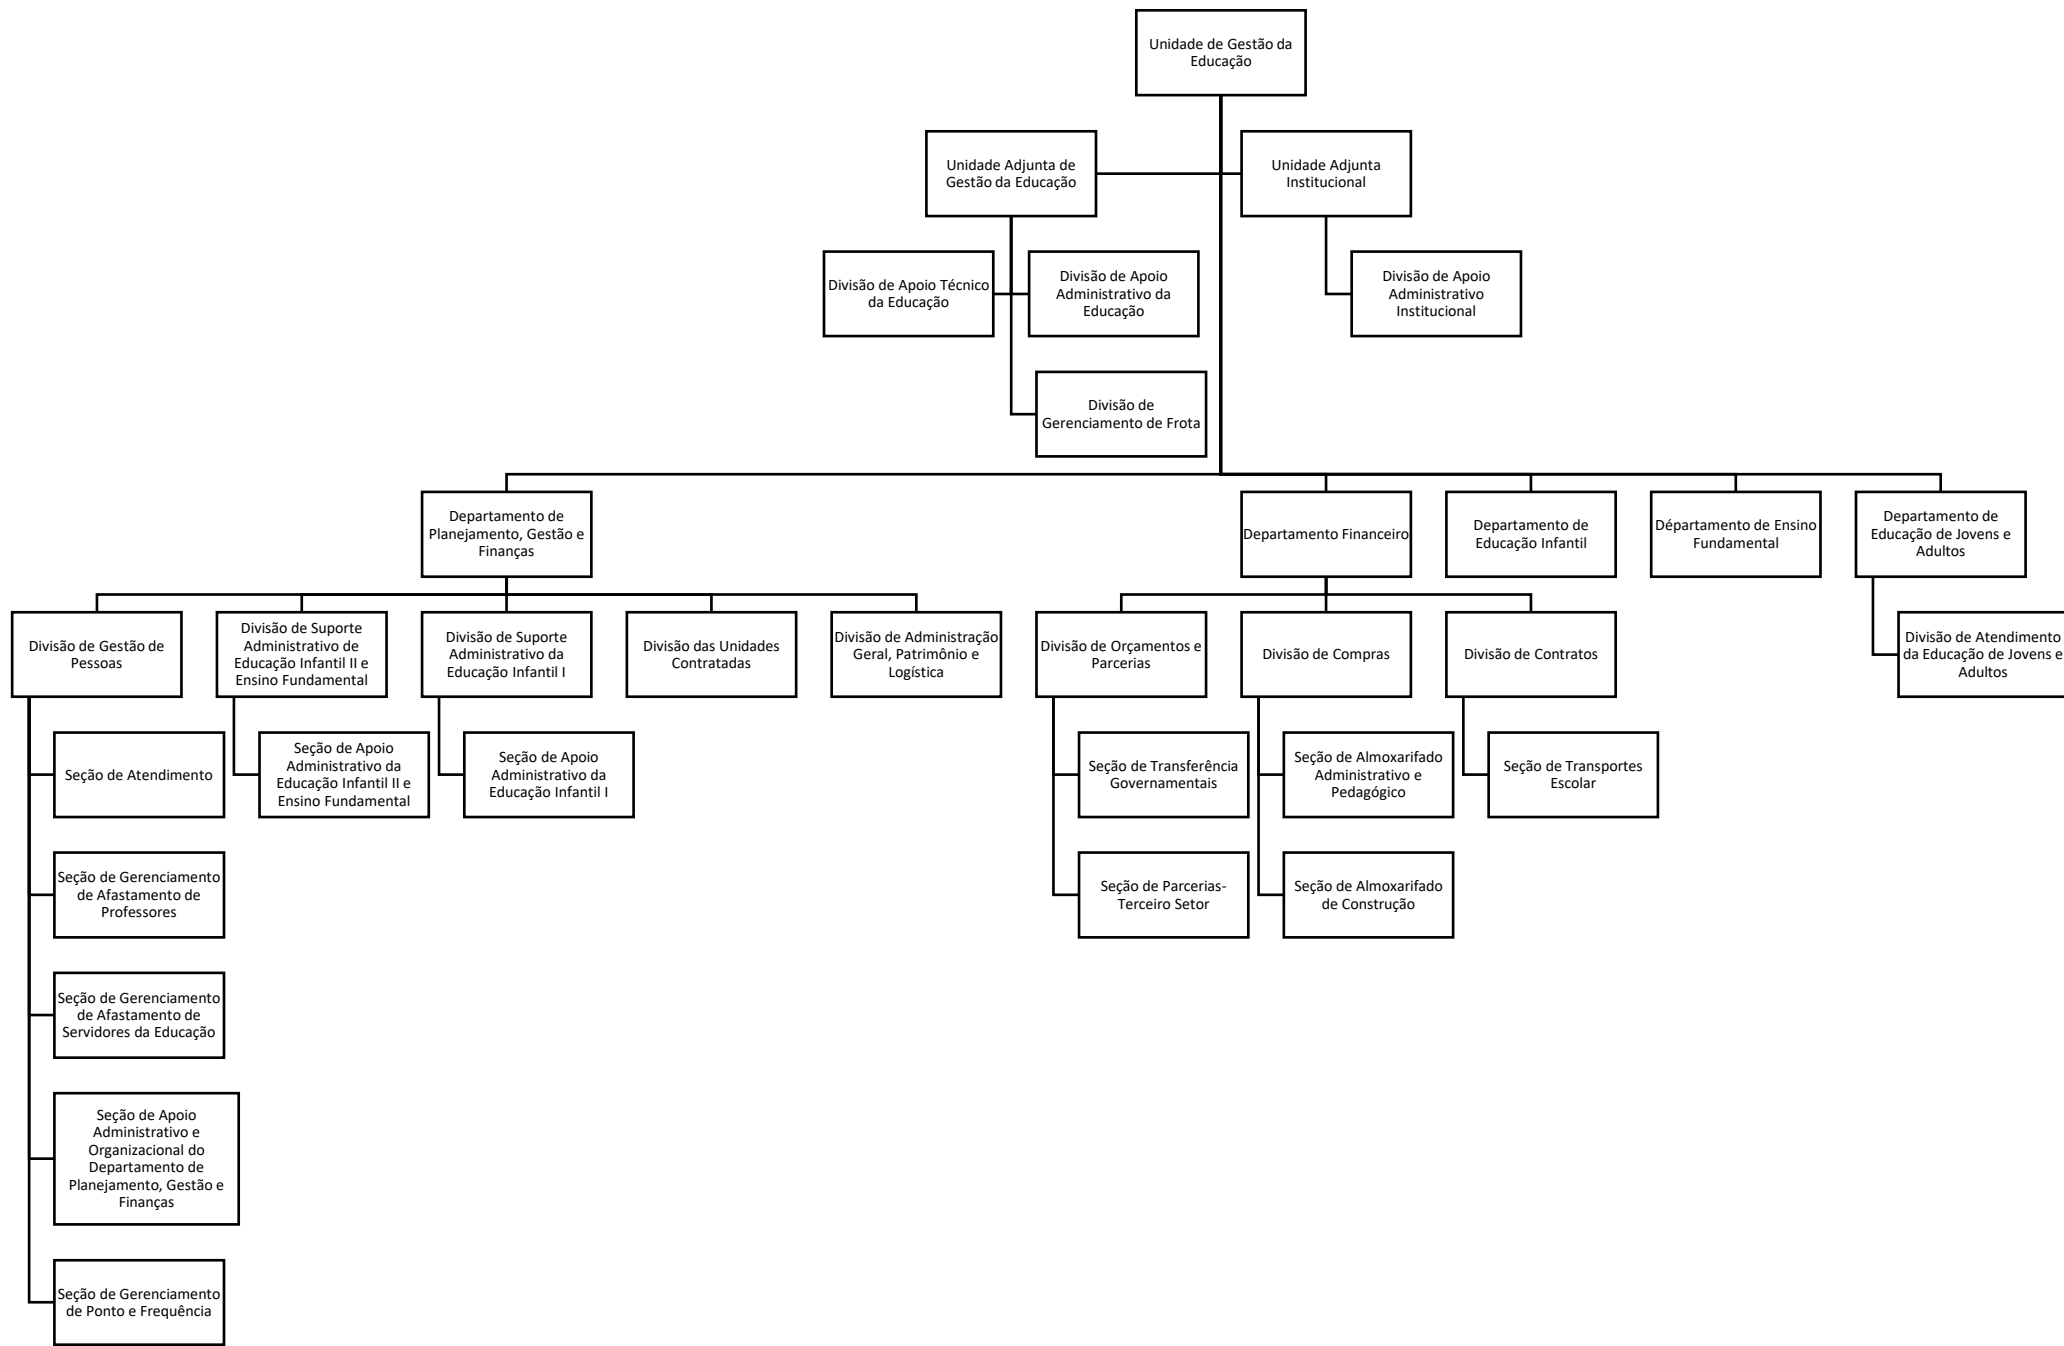 Unidade de Gestão da
Educação
Unidade Adjunta de
Gestão da Educação
Unidade Adjunta
Institucional
Divisão de Apoio Técnico
da Educação
Divisão de Apoio
Administrativo da
Educação
Divisão de Apoio
Administrativo
Institucional
Divisão de
Gerenciamento de Frota
Departamento de
Planejamento, Gestão e
Finanças
Departamento Financeiro
Departamento de
Educação Infantil
Département de Ensino
Fundamental
Departamento de
Educação de Jovens e
Adultos
Divisão de Gestão de
Pessoas
Divisão de Suporte
Administrativo de
Educação Infantil II e
Ensino Fundamental
Divisão de Suporte
Administrativo da
Educação Infantil I
Divisão das Unidades
Contratadas
Divisão de Administração
Geral, Patrimônio e
Logística
Divisão de Orçamentos e
Parcerias
Divisão de Compras
Divisão de Contratos
Divisão de Atendimento
da Educação de Jovens e
Adultos
Seção de Atendimento
Seção de Apoio
Administrativo da
Educação Infantil II e
Ensino Fundamental
Seção de Apoio
Administrativo da
Educação Infantil I
Seção de Transferência
Governamentais
Seção de Almoxarifado
Administrativo e
Pedagógico
Seção de Transportes
Escolar
Seção de Gerenciamento
de Afastamento de
Professores
Seção de Parcerias-
Terceiro Setor
Seção de Almoxarifado
de Construção
Seção de Gerenciamento
de Afastamento de
Servidores da Educação
Seção de Apoio
Administrativo e
Organizacional do
Departamento de
Planejamento, Gestão e
Finanças
Seção de Gerenciamento
de Ponto e Frequência